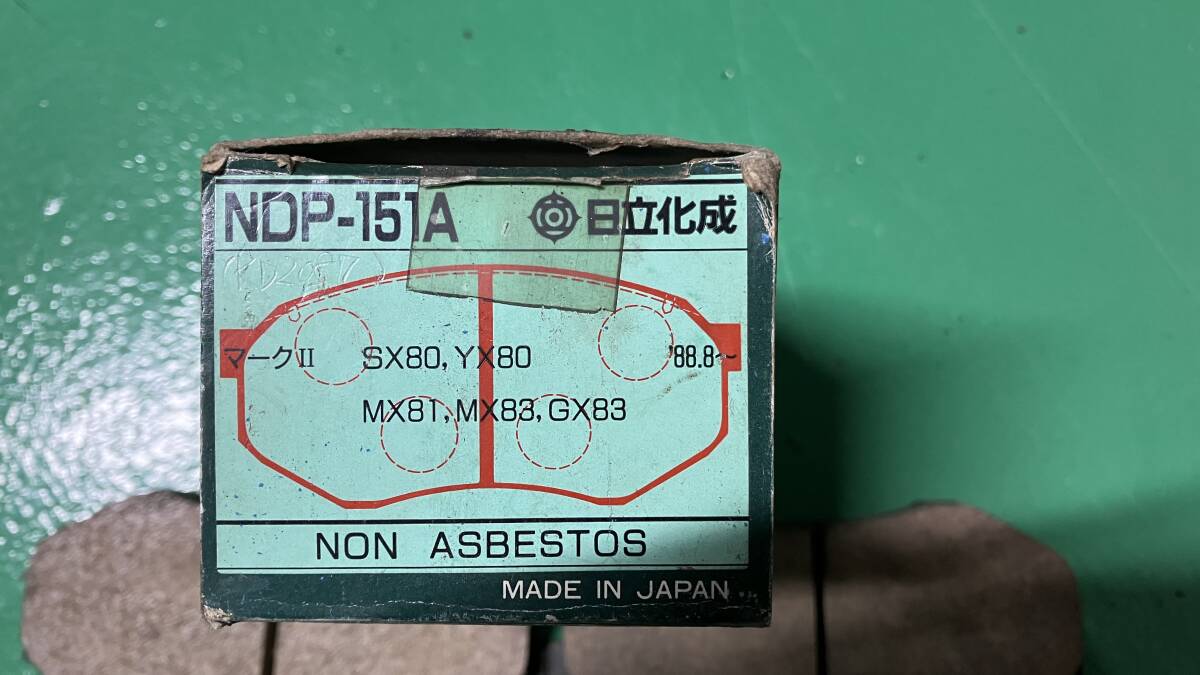 NDP-151A 日立化成
マークII SX80, YX80 '88.8〜
MX81, MX83, GX83
NON ASBESTOS
MADE IN JAPAN